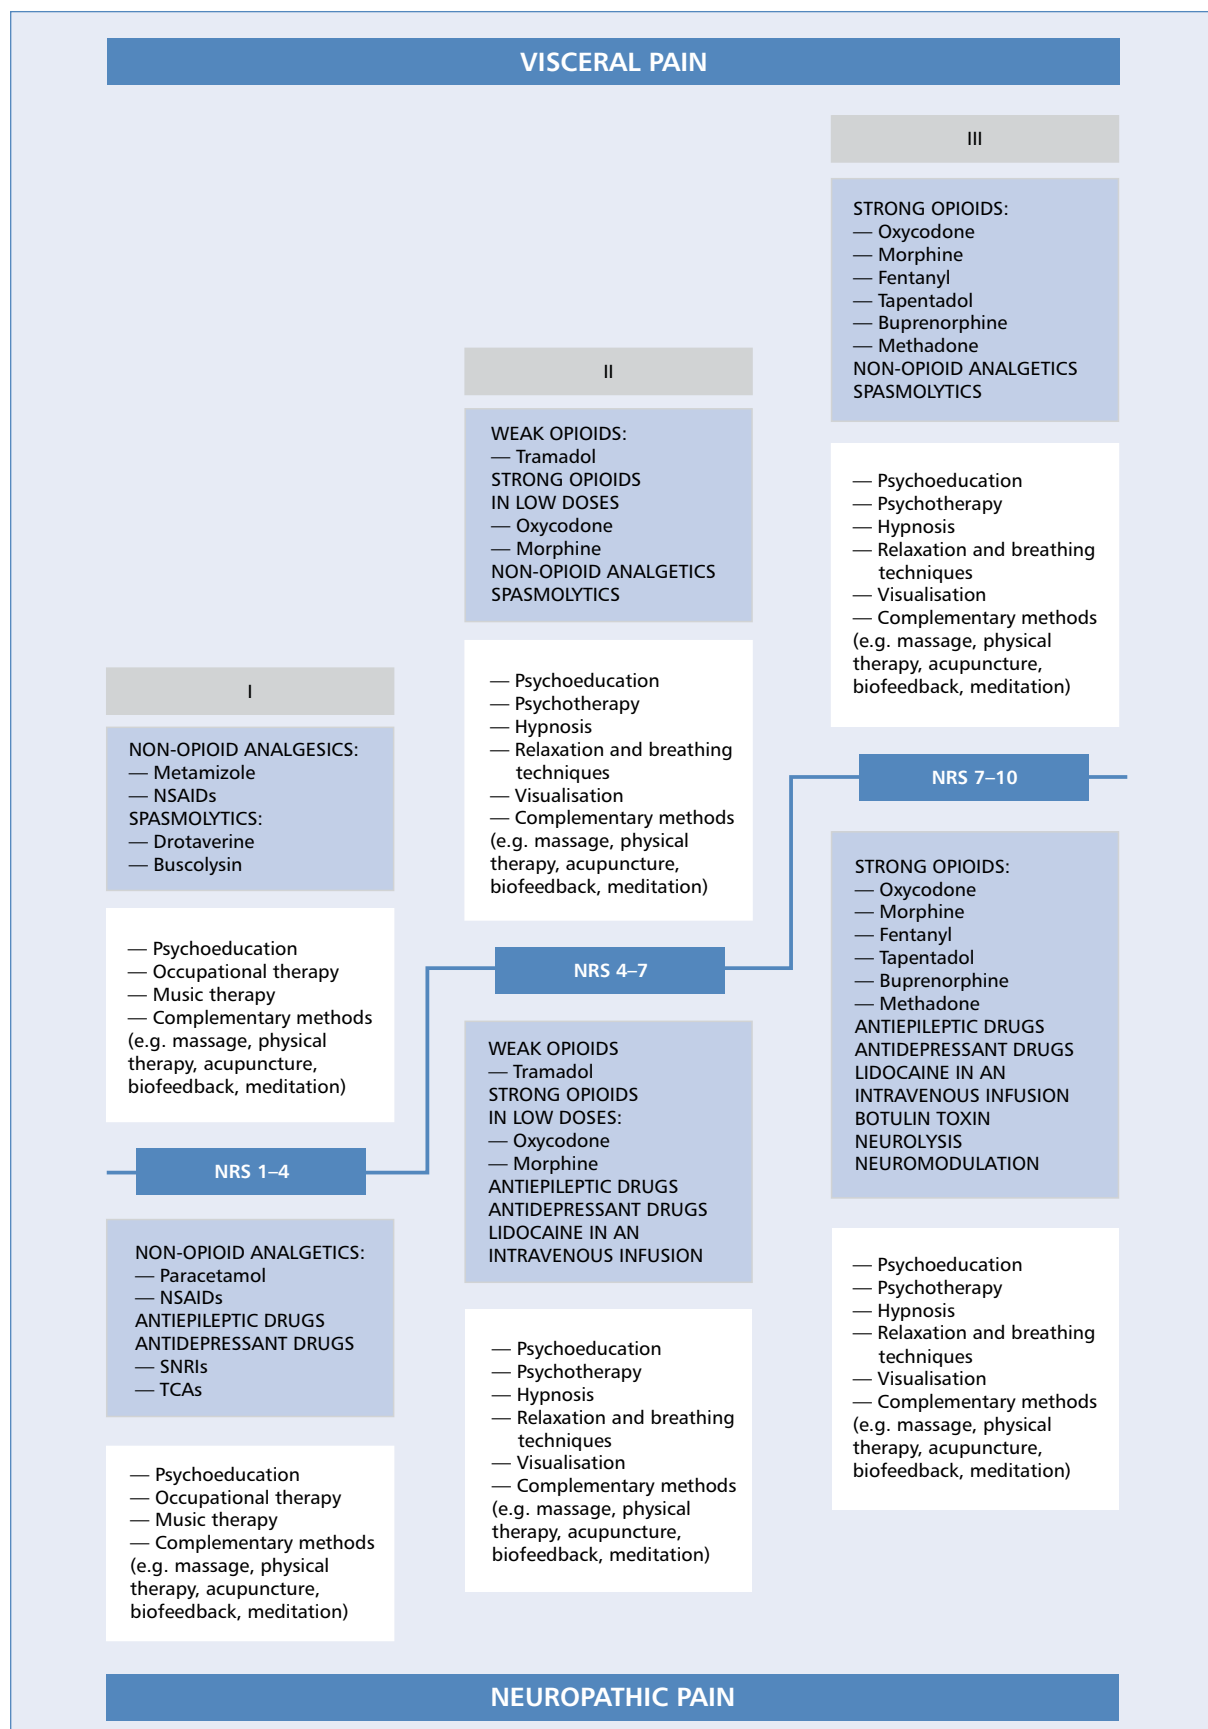 VISCERAL PAIN
I
NON-OPIOID ANALGESICS:
— Metamizole
— NSAIDs
SPASMOLYTICS:
— Drotaverine
— Buscolysin
— Psychoeducation
— Occupational therapy
— Music therapy
— Complementary methods
(e.g. massage, physical
therapy, acupuncture,
biofeedback, meditation)
NRS 1–4
NON-OPIOID ANALGETICS:
— Paracetamol
— NSAIDs
ANTIEPILEPTIC DRUGS
ANTIDEPRESSANT DRUGS
— SNRIs
— TCAs
— Psychoeducation
— Occupational therapy
— Music therapy
— Complementary methods
(e.g. massage, physical
therapy, acupuncture,
biofeedback, meditation)
II
WEAK OPIOIDS:
— Tramadol
STRONG OPIOIDS
IN LOW DOSES
— Oxycodone
— Morphine
NON-OPIOID ANALGETICS
SPASMOLYTICS
— Psychoeducation
— Psychotherapy
— Hypnosis
— Relaxation and breathing
techniques
— Visualisation
— Complementary methods
(e.g. massage, physical
therapy, acupuncture,
biofeedback, meditation)
NRS 4–7
WEAK OPIOIDS
— Tramadol
STRONG OPIOIDS
IN LOW DOSES:
— Oxycodone
— Morphine
ANTIEPILEPTIC DRUGS
ANTIDEPRESSANT DRUGS
LIDOCAINE IN AN
INTRAVENOUS INFUSION
— Psychoeducation
— Psychotherapy
— Hypnosis
— Relaxation and breathing
techniques
— Visualisation
— Complementary methods
(e.g. massage, physical
therapy, acupuncture,
biofeedback, meditation)
III
STRONG OPIOIDS:
— Oxycodone
— Morphine
— Fentanyl
— Tapentadol
— Buprenorphine
— Methadone
NON-OPIOID ANALGETICS
SPASMOLYTICS
— Psychoeducation
— Psychotherapy
— Hypnosis
— Relaxation and breathing
techniques
— Visualisation
— Complementary methods
(e.g. massage, physical
therapy, acupuncture,
biofeedback, meditation)
NRS 7–10
STRONG OPIOIDS:
— Oxycodone
— Morphine
— Fentanyl
— Tapentadol
— Buprenorphine
— Methadone
ANTIEPILEPTIC DRUGS
ANTIDEPRESSANT DRUGS
LIDOCAINE IN AN
INTRAVENOUS INFUSION
BOTULIN TOXIN
NEUROLYSIS
NEUROMODULATION
— Psychoeducation
— Psychotherapy
— Hypnosis
— Relaxation and breathing
techniques
— Visualisation
— Complementary methods
(e.g. massage, physical
therapy, acupuncture,
biofeedback, meditation)
NEUROPATHIC PAIN